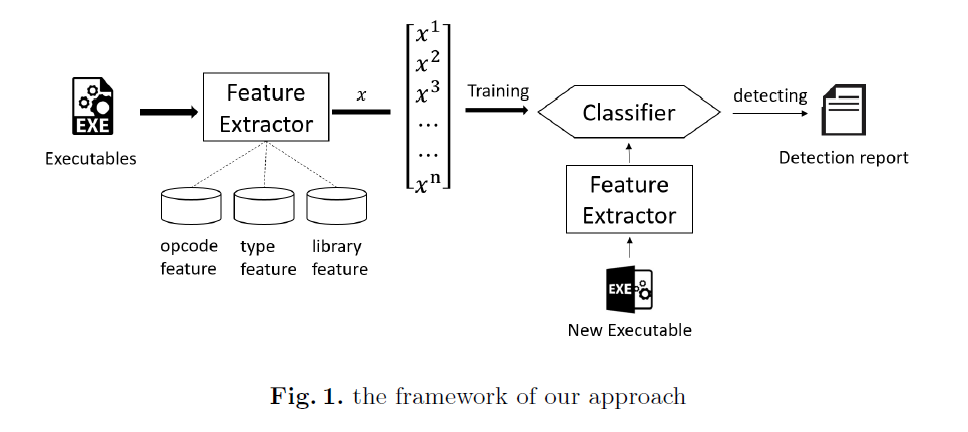 EXE
Executables
Feature
Extractor
opcode
feature
type
feature
library
feature
x
x¹
x²
x³
...
...
xⁿ
Training
Classifier
detecting
Detection report
Feature
Extractor
EXE
New Executable
Fig. 1. the framework of our approach